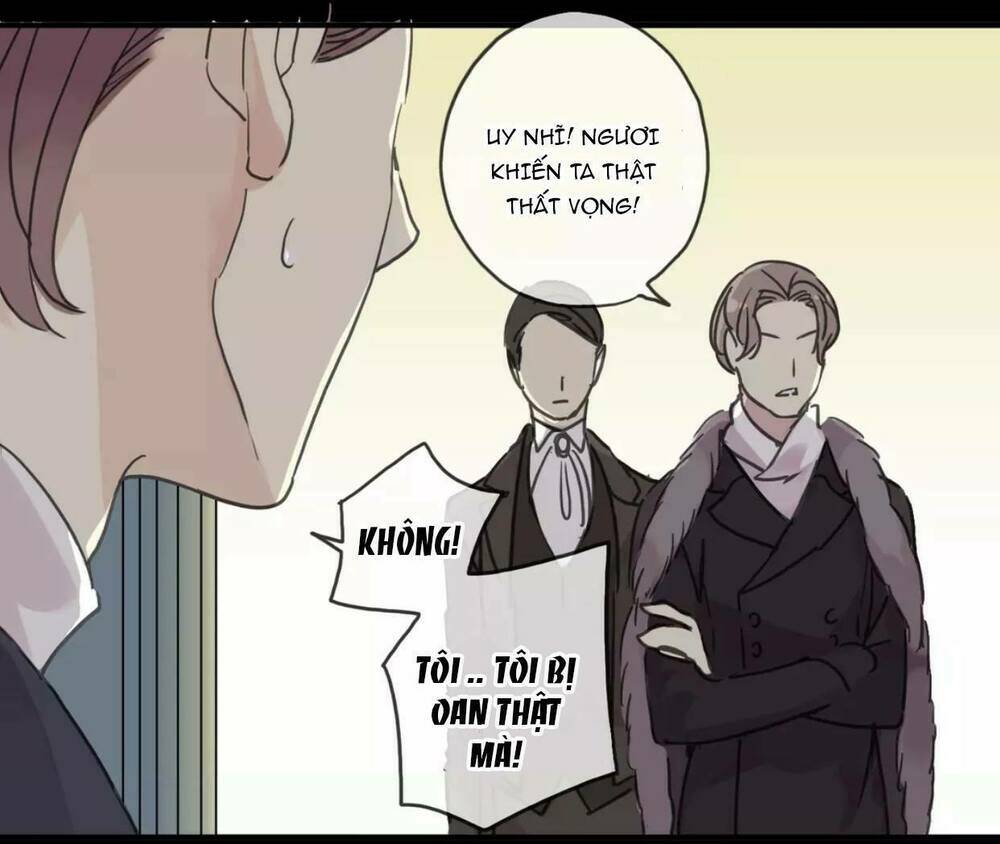 UY NHĨ! NGƯƠI
KHIẾN TA THẬT
THẤT VỌNG!
KHÔNG!
TÔI .. TÔI BỊ
OAN THẬT
MÀ!